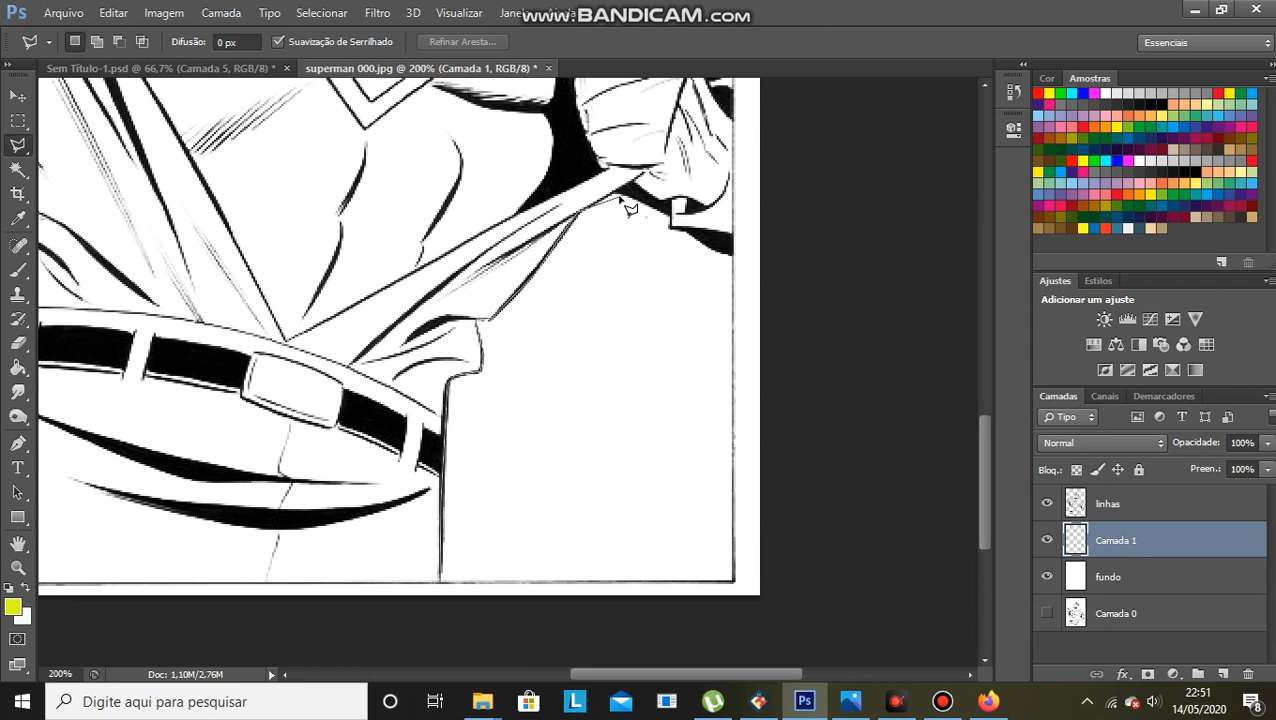 Arquivo Editar Imagem Camada Tipo Selecionar Filtro 3D Visualizar
www.BANDICAM.com
Difusão: 0 px Suavização de Serrilhado Refinar Aresta... Essenciais
Sem Título-1.psd @ 66,7% (Camada 5, RGB/8) * × superman 000.jpg @ 200% (Camada 1, RGB/8) * ×
Cor Amostras
Ajustes Estilos
Adicionar um ajuste
Camadas Canais Demarcadores
Tipo
Normal Opacidade: 100%
Bloq.: Preen.: 100%
linhas
Camada 1
fundo
Camada 0
200% Doc: 1,10M/2,76M
Digite aqui para pesquisar
22:51
14/05/2020
8